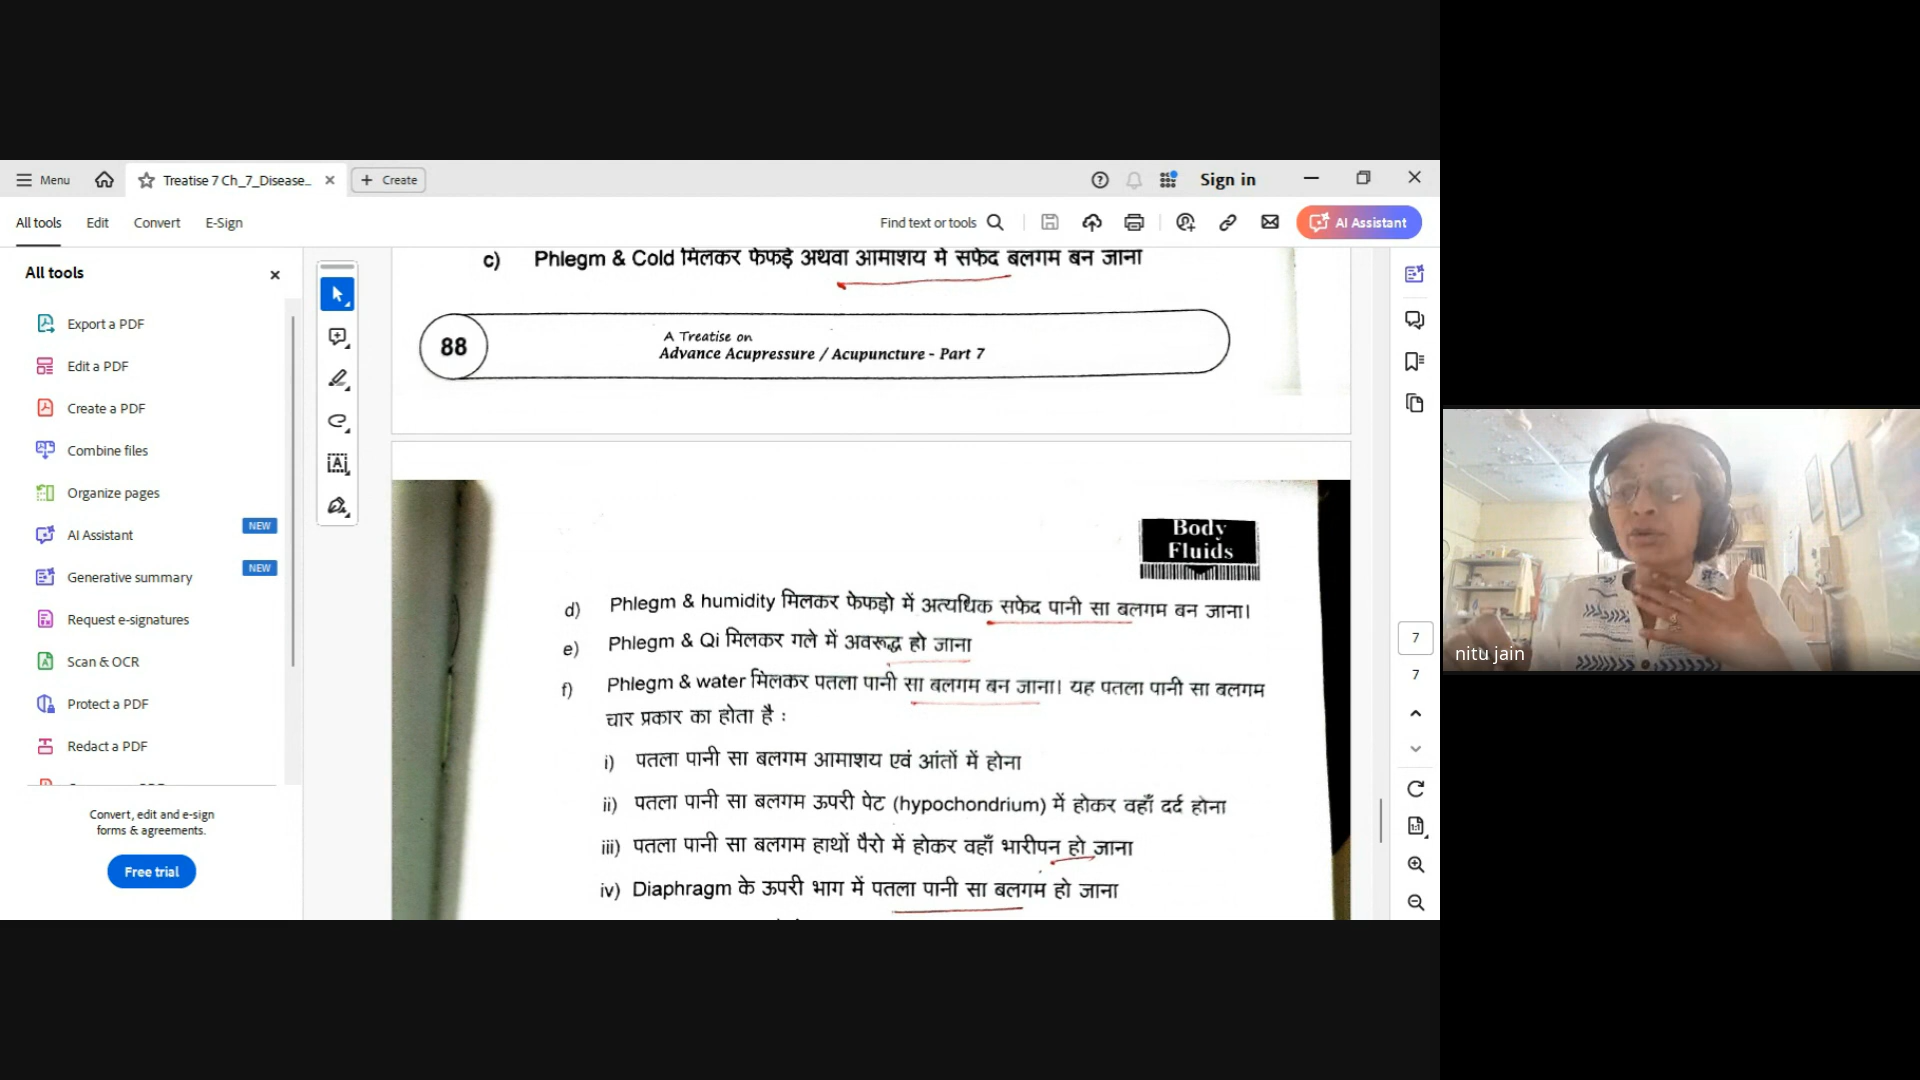 Menu
Treatise 7 Ch_7_Disease...
Create
Sign in
All tools
Edit
Convert
E-Sign
Find text or tools
AI Assistant
All tools
Export a PDF
Edit a PDF
Create a PDF
Combine files
Organize pages
AI Assistant
NEW
Generative summary
NEW
Request e-signatures
Scan & OCR
Protect a PDF
Redact a PDF
Convert, edit and e-sign
forms & agreements.
Free trial
c) Phlegm & Cold मिलकर फेफड़े अथवा आमाशय में सफेद बलगम बन जाना
88
A Treatise on
Advance Acupressure / Acupuncture - Part 7
Body
Fluids
d) Phlegm & humidity मिलकर फेफड़ो में अत्यधिक सफेद पानी सा बलगम बन जाना।
e) Phlegm & Qi मिलकर गले में अवरूद्ध हो जाना
f) Phlegm & water मिलकर पतला पानी सा बलगम बन जाना। यह पतला पानी सा बलगम
चार प्रकार का होता है :
i) पतला पानी सा बलगम आमाशय एवं आंतों में होना
ii) पतला पानी सा बलगम ऊपरी पेट (hypochondrium) में होकर वहाँ दर्द होना
iii) पतला पानी सा बलगम हाथों पैरो में होकर वहाँ भारीपन हो जाना
iv) Diaphragm के ऊपरी भाग में पतला पानी सा बलगम हो जाना
7
7
nitu jain